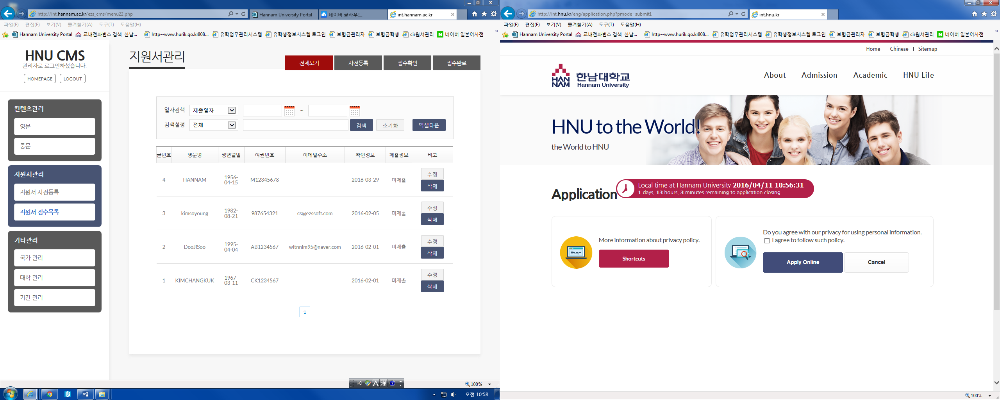 http://int.hannam.ac.kr/ezs_cms/menu22.php
Hannam University Portal
네이버 클라우드
int.hannam.ac.kr
파일(F) 편집(E) 보기(V) 즐겨찾기(A) 도구(T) 도움말(H)
Hannam University Portal 교내전화번호 검색 한남... http--www.hurik.go.kr808... 유학업무관리시스템 유학생정보시스템 로그인 보험금관리자 보험금학생 cir원서관리 네이버 일본어사전
HNU CMS
관리자로 로그인하셨습니다.
HOMEPAGE LOGOUT
컨텐츠관리
영문
중문
지원서관리
지원서 사전등록
지원서 접수목록
기타관리
국가 관리
대학 관리
기간 관리
지원서관리
전체보기 사전등록 접수확인 접수완료
일자검색 제출일자 ~
검색설정 전체 검색 초기화 엑셀다운
글번호 영문명 생년월일 여권번호 이메일주소 확인정보 제출정보 비고
4 HANNAM 1956-04-15 M12345678 2016-03-29 미제출 수정 삭제
3 kimsoyoung 1982-08-21 987654321 cs@ezssoft.com 2016-02-05 미제출 수정 삭제
2 DooJiSoo 1995-04-04 AB1234567 wltnnim95@naver.com 2016-02-01 미제출 수정 삭제
1 KIMCHANGKUK 1967-03-11 CK1234567 2016-02-01 미제출 수정 삭제
1
KO A 漢
100%
오전 10:58
http://int.hnu.kr/eng/application.php?pmode=submit1
int.hnu.kr
파일(F) 편집(E) 보기(V) 즐겨찾기(A) 도구(T) 도움말(H)
Hannam University Portal 교내전화번호 검색 한남... http--www.hurik.go.kr808... 유학업무관리시스템 유학생정보시스템 로그인 보험금관리자 보험금학생 cir원서관리 네이버 일본어사전
Home | Chinese | Sitemap
HAN NAM 한남대학교
Hannam University
About Admission Academic HNU Life
HNU to the World!
the World to HNU
Application
Local time at Hannam University 2016/04/11 10:56:31
1 days, 13 hours, 3 minutes remaining to application closing.
More information about privacy policy.
Shortcuts
Do you agree with our privacy for using personal information.
I agree to follow such policy.
Apply Online Cancel
100%